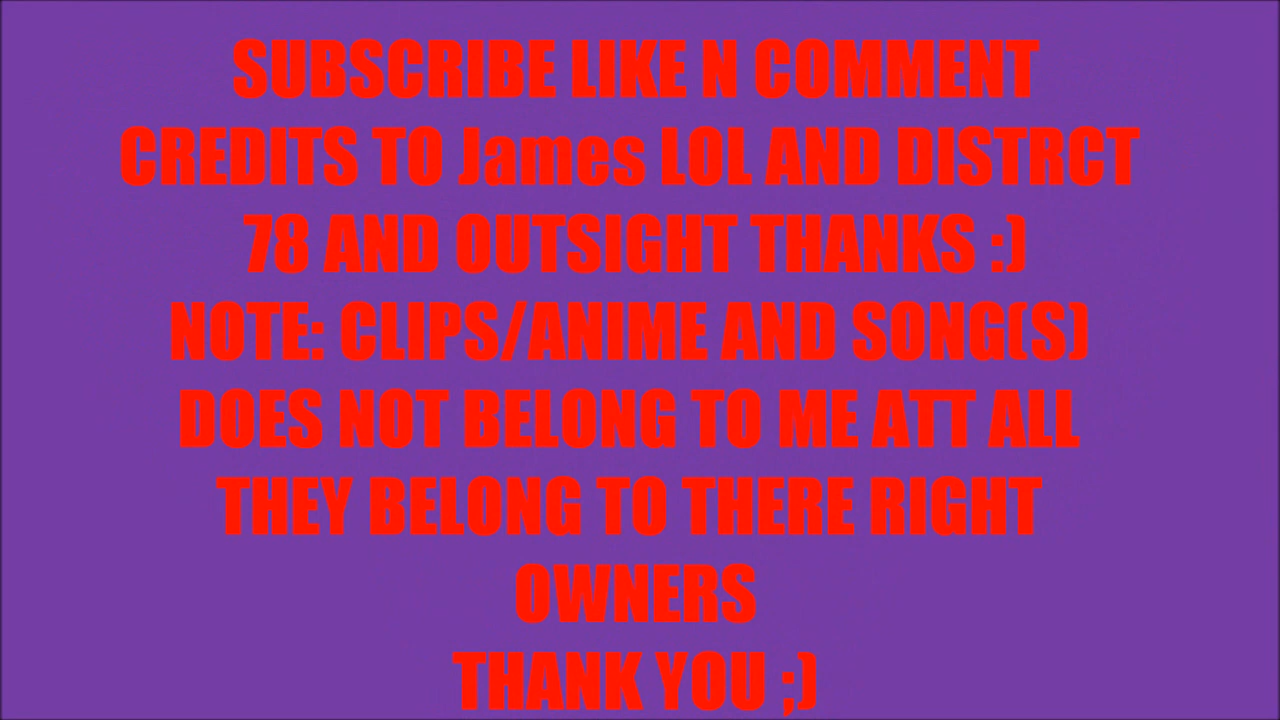 SUBSCRIBE LIKE N COMMENT
CREDITS TO James LOL AND DISTRCT
78 AND OUTSIGHT THANKS :)
NOTE: CLIPS/ANIME AND SONG(S)
DOES NOT BELONG TO ME ATT ALL
THEY BELONG TO THERE RIGHT
OWNERS
THANK YOU ;)